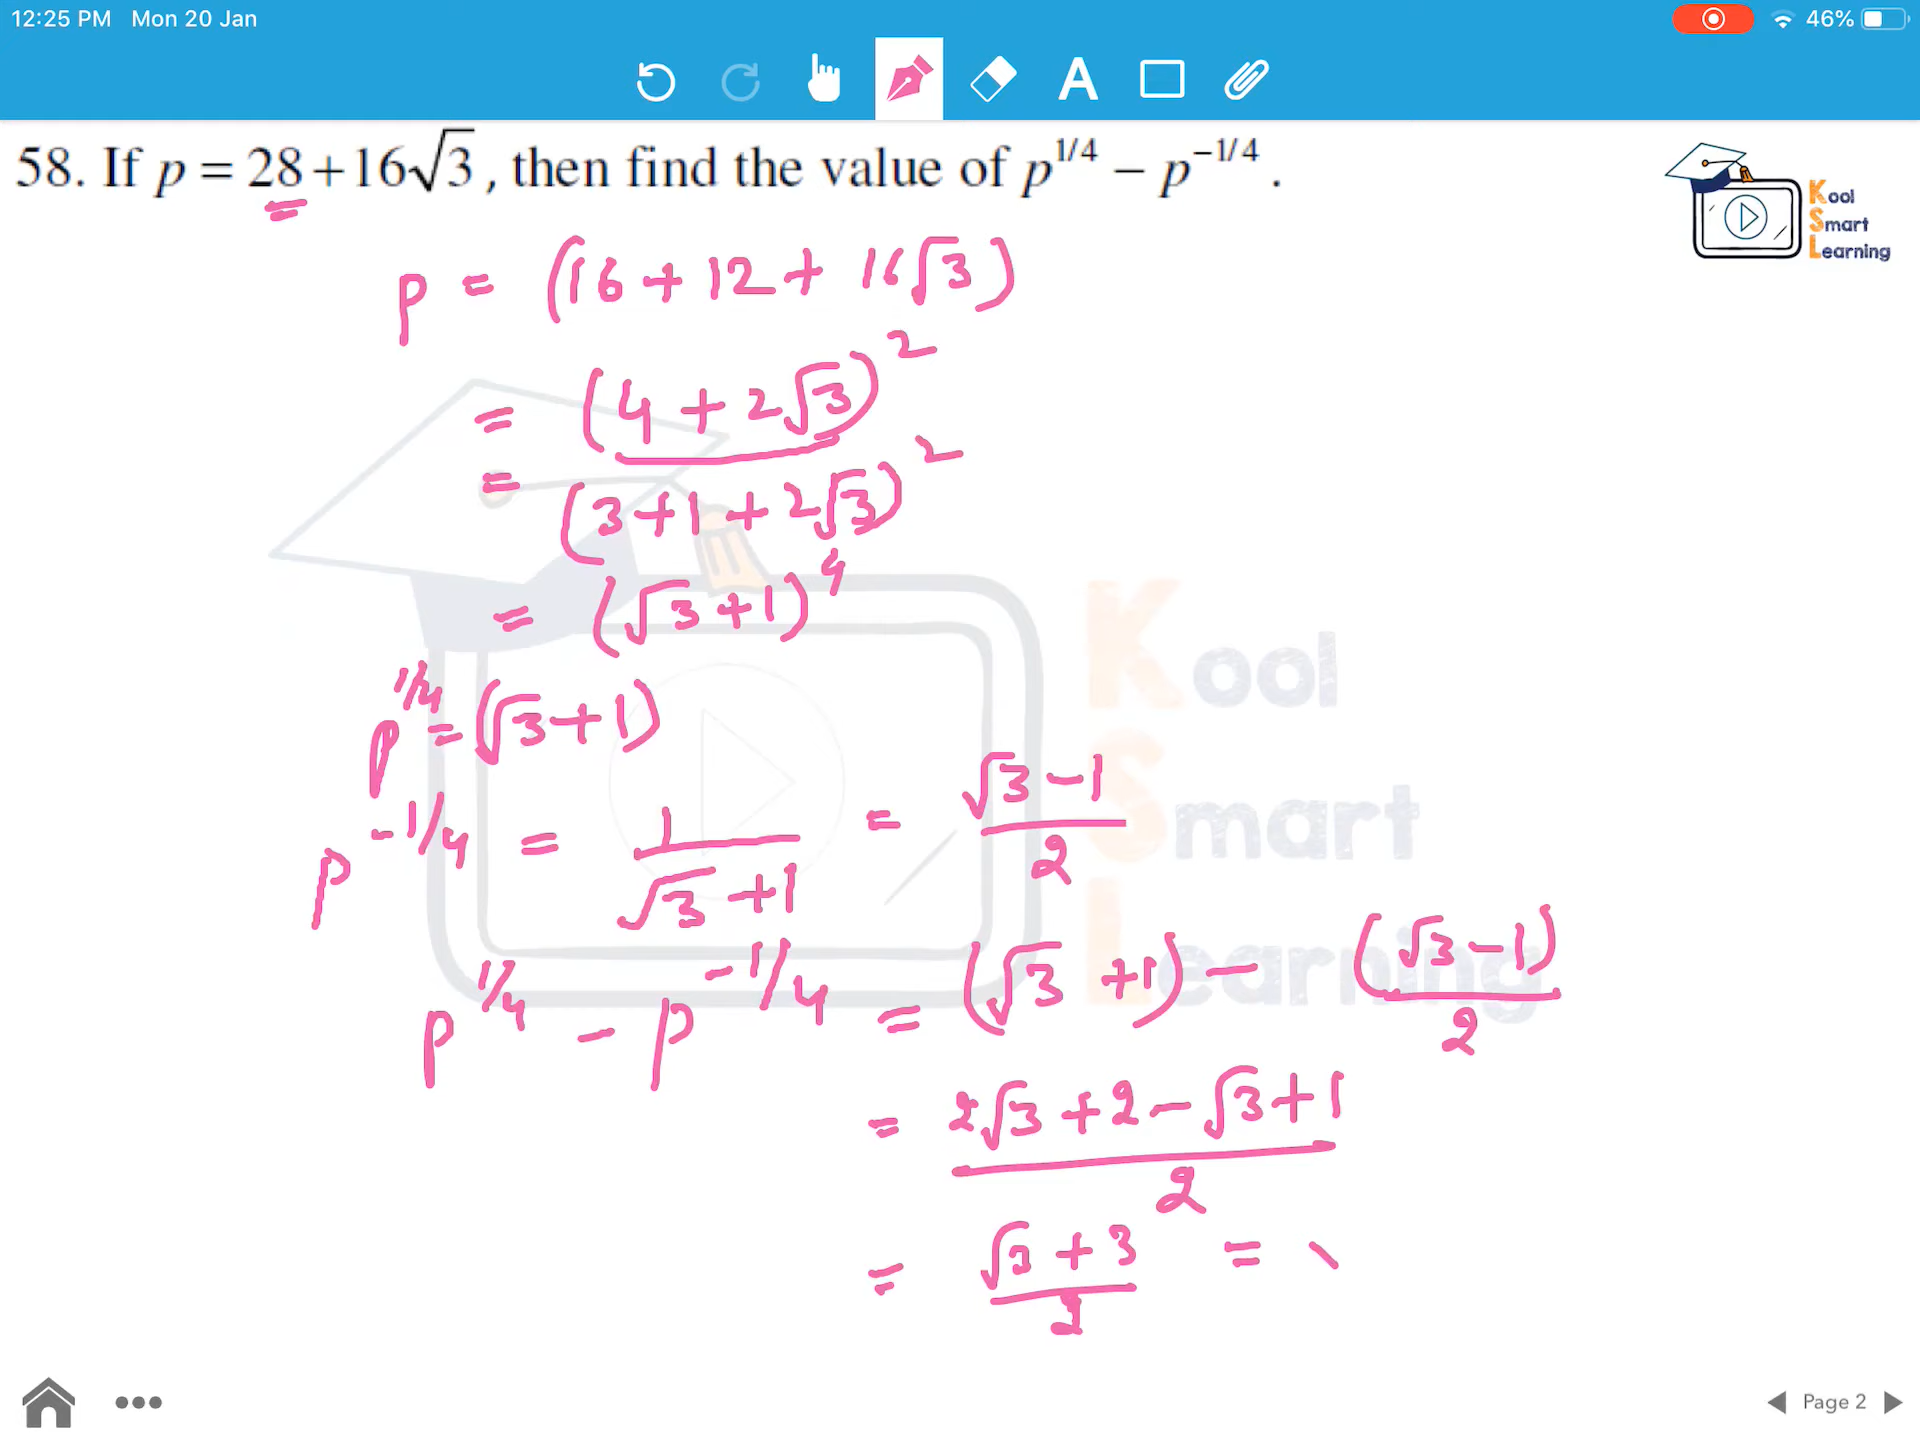 12:25 PM Mon 20 Jan 46%
A
58. If p = 28+16√3, then find the value of p^1/4 − p^−1/4.
Kool
Smart
Learning
p = (16 + 12 + 16√3)
= (4 + 2√3)^2
= (3+1+2√3)^2
= (√3+1)^4
p^1/4 = (√3+1)
p^-1/4 = 1/(√3+1) = (√3-1)/2
p^1/4 - p^-1/4 = (√3 +1) - (√3-1)/2
= (2√3+2-√3+1)/2
= (√3+3)/2 =
Kool
Smart
Learning
Page 2